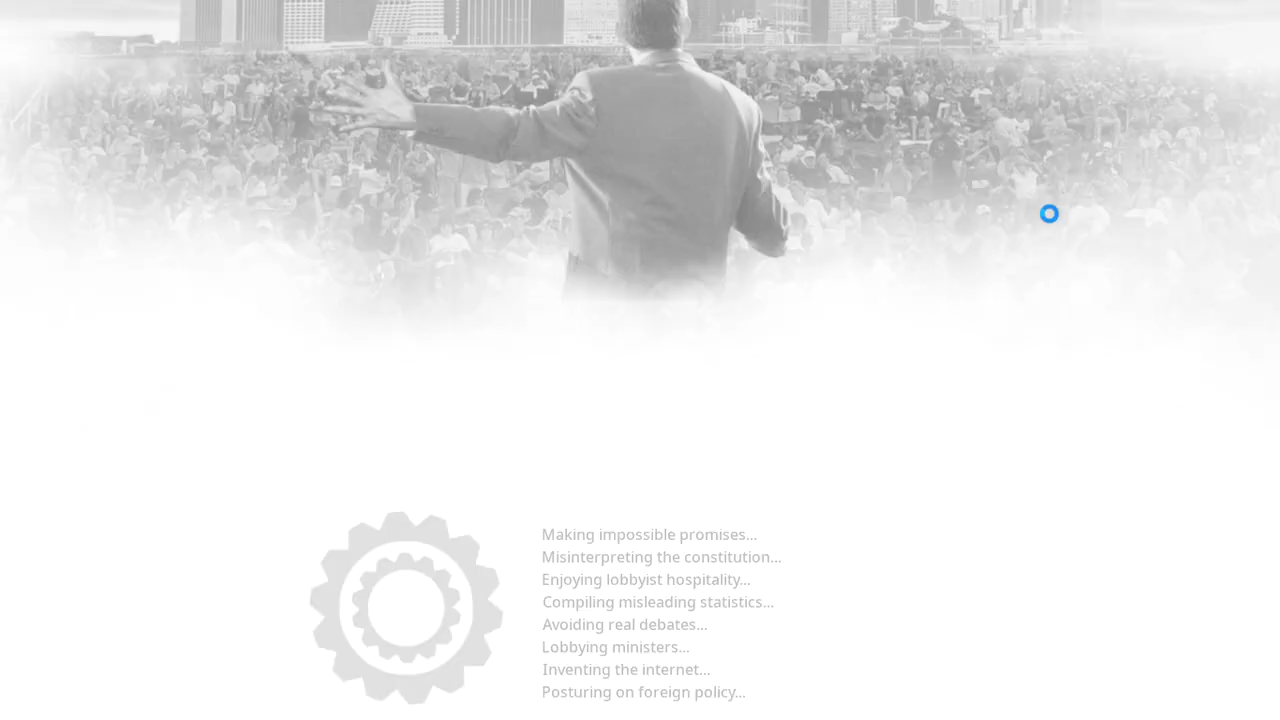 Making impossible promises...
Misinterpreting the constitution...
Enjoying lobbyist hospitality...
Compiling misleading statistics...
Avoiding real debates...
Lobbying ministers...
Inventing the internet...
Posturing on foreign policy...